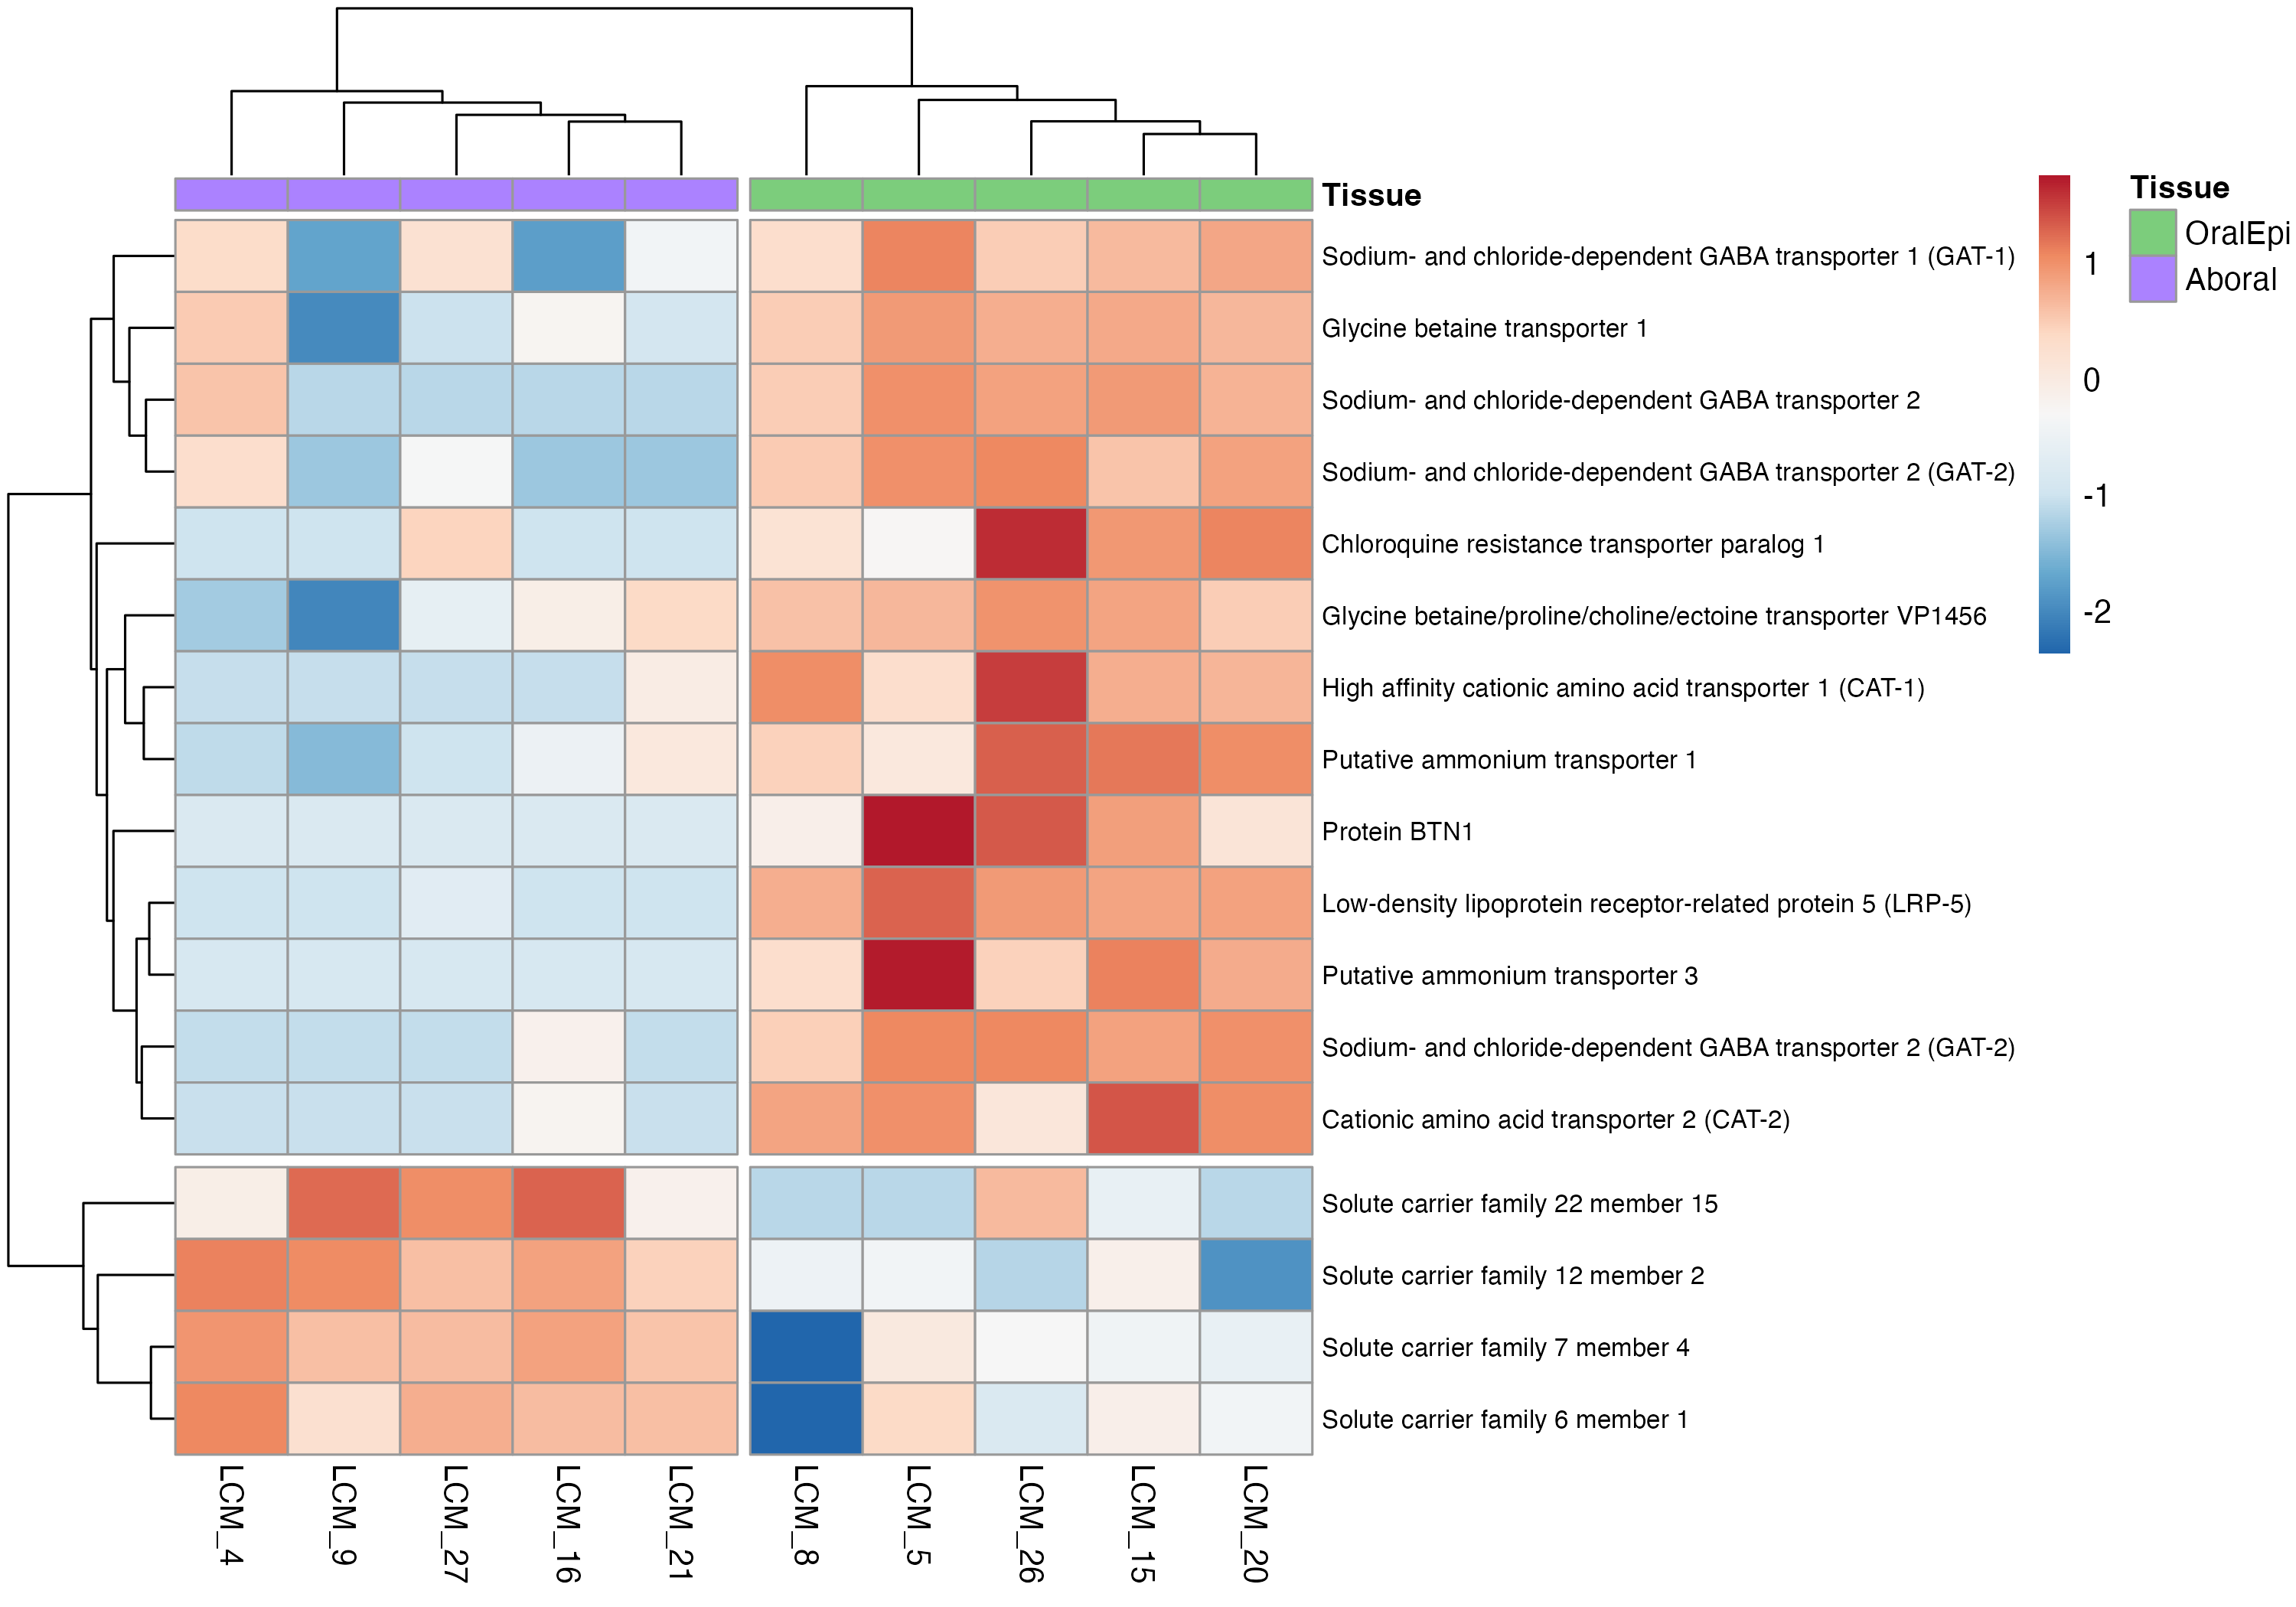 Tissue
Sodium- and chloride-dependent GABA transporter 1 (GAT-1)
Glycine betaine transporter 1
Sodium- and chloride-dependent GABA transporter 2
Sodium- and chloride-dependent GABA transporter 2 (GAT-2)
Chloroquine resistance transporter paralog 1
Glycine betaine/proline/choline/ectoine transporter VP1456
High affinity cationic amino acid transporter 1 (CAT-1)
Putative ammonium transporter 1
Protein BTN1
Low-density lipoprotein receptor-related protein 5 (LRP-5)
Putative ammonium transporter 3
Sodium- and chloride-dependent GABA transporter 2 (GAT-2)
Cationic amino acid transporter 2 (CAT-2)
Solute carrier family 22 member 15
Solute carrier family 12 member 2
Solute carrier family 7 member 4
Solute carrier family 6 member 1
LCM_4
LCM_9
LCM_27
LCM_16
LCM_21
LCM_8
LCM_5
LCM_26
LCM_15
LCM_20
1
0
-1
-2
Tissue
OralEpi
Aboral